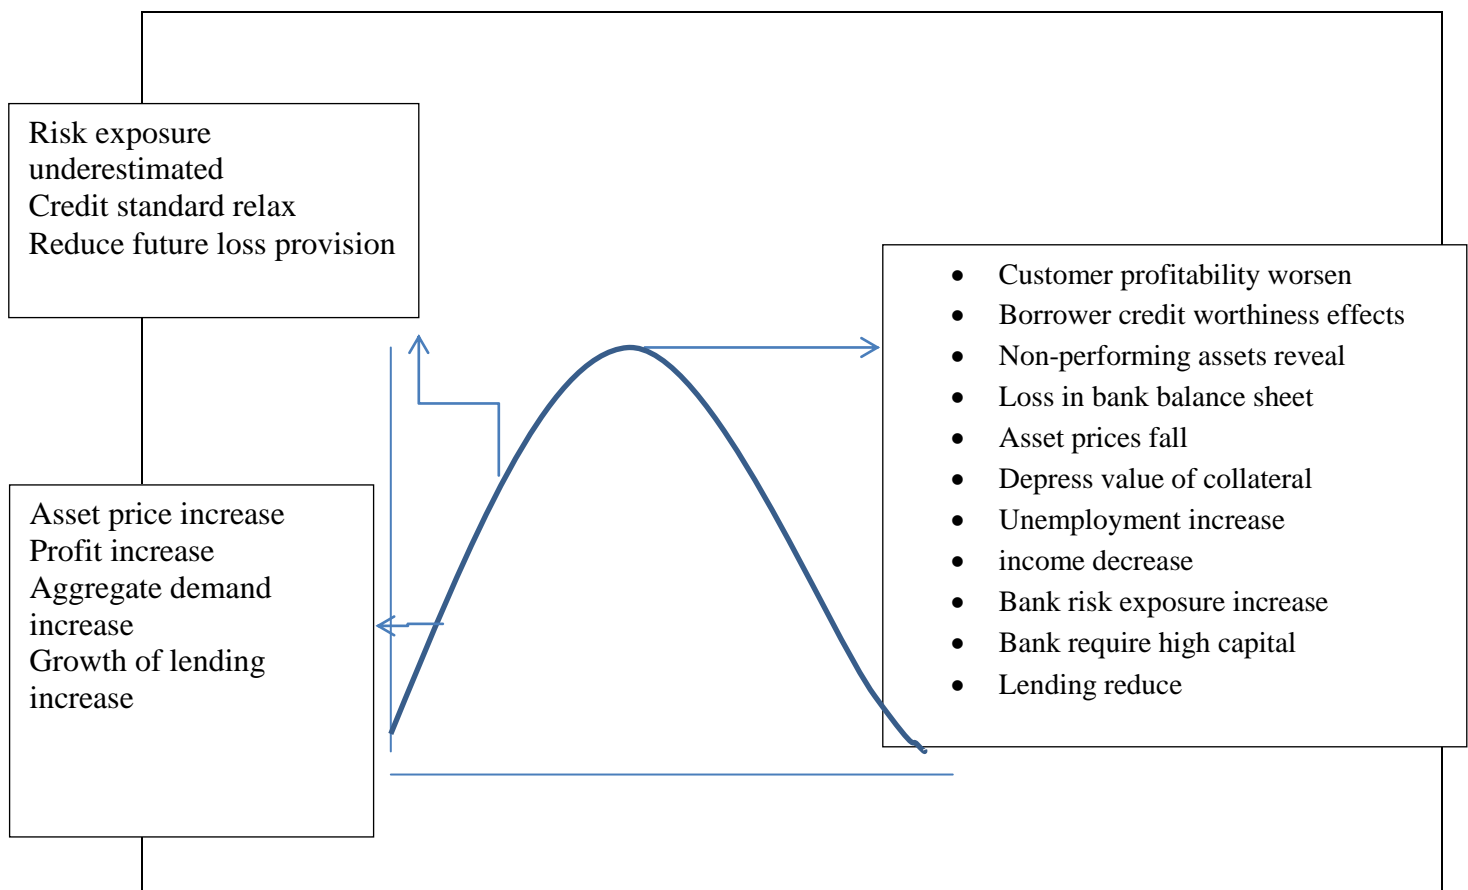 Risk exposure
underestimated
Credit standard relax
Reduce future loss provision
Asset price increase
Profit increase
Aggregate demand
increase
Growth of lending
increase
• Customer profitability worsen
• Borrower credit worthiness effects
• Non-performing assets reveal
• Loss in bank balance sheet
• Asset prices fall
• Depress value of collateral
• Unemployment increase
• income decrease
• Bank risk exposure increase
• Bank require high capital
• Lending reduce